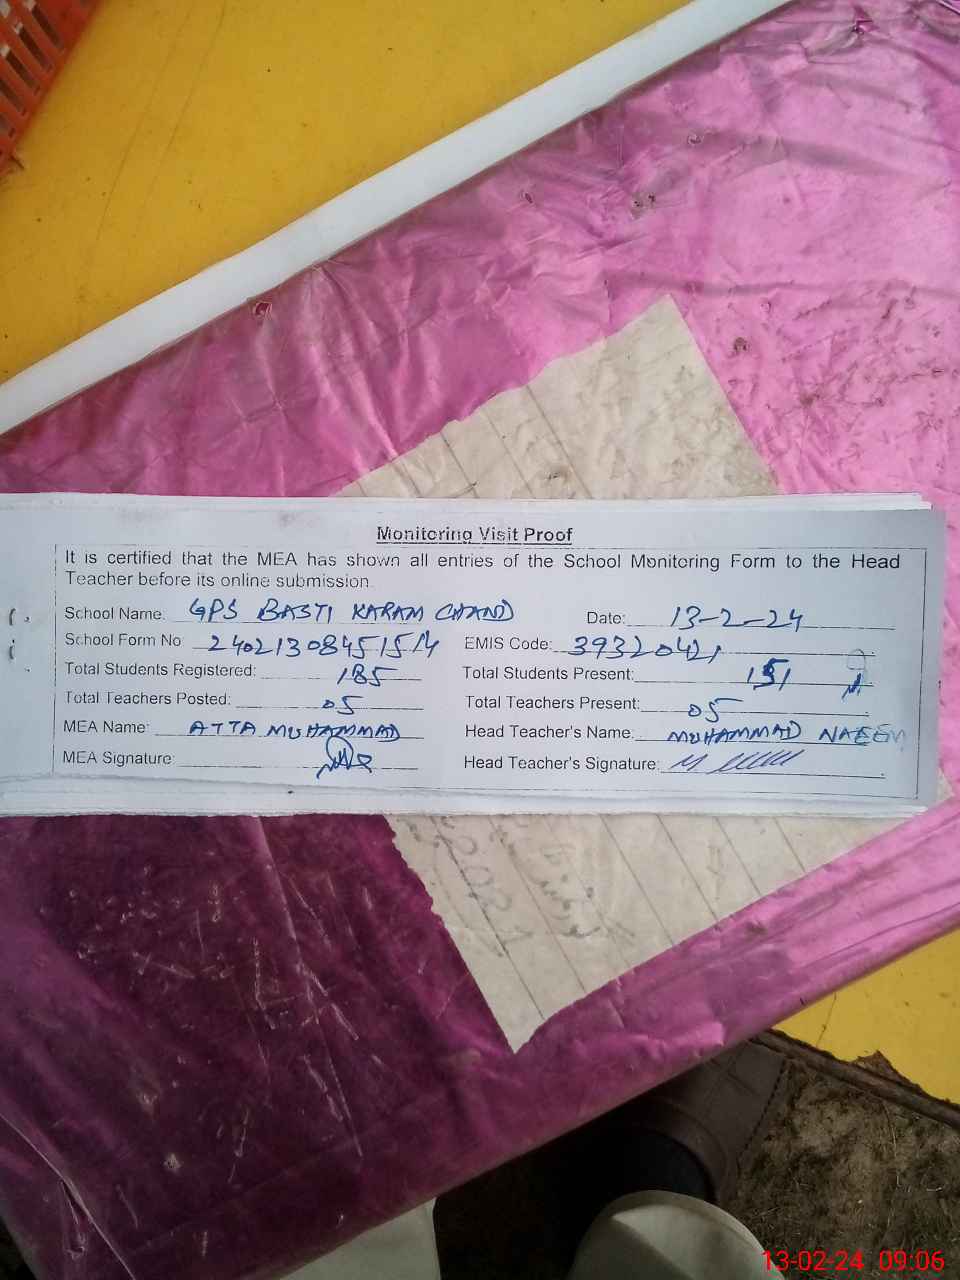 Monitoring Visit Proof
It is certified that the MEA has shown all entries of the School Monitoring Form to the Head
Teacher before its online submission.
School Name: GPS BASTI KARAM CHAND Date: 13-2-24
School Form No: 240213084515 EMIS Code: 39320421
Total Students Registered: 185 Total Students Present: 151
Total Teachers Posted: 05 Total Teachers Present: 05
MEA Name: ATTA MUHAMMAD Head Teacher's Name: MUHAMMAD NAEEM
MEA Signature: Head Teacher's Signature:
13-02-24 09:06